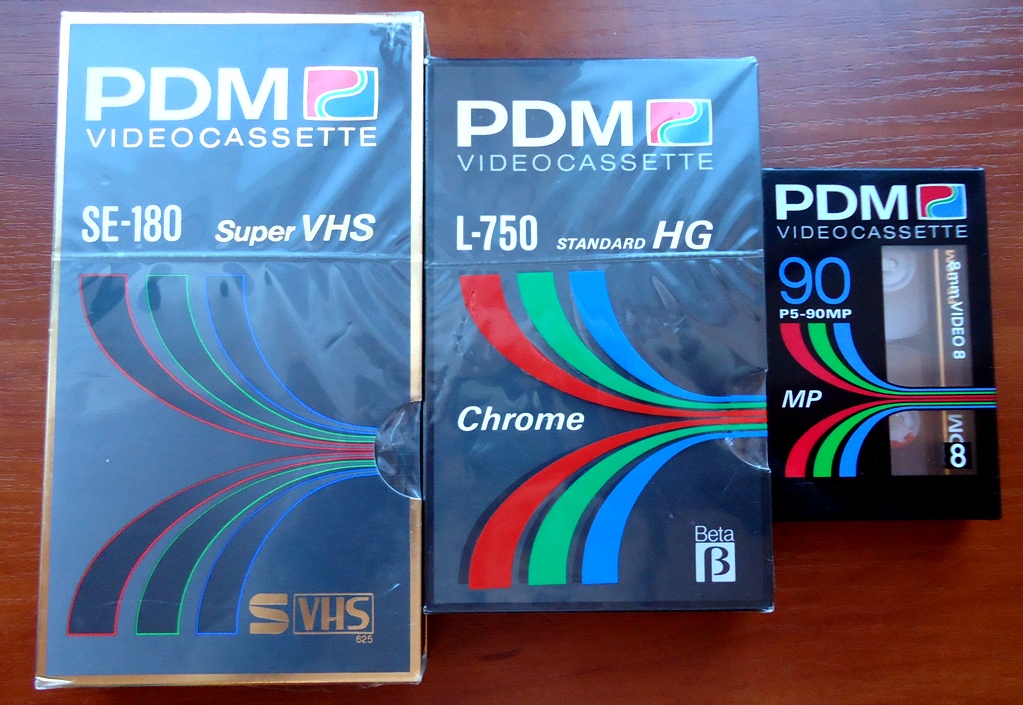 PDM
VIDEOCASSETTE
SE-180 Super VHS
S VHS
625
PDM
VIDEOCASSETTE
L-750 STANDARD HG
Chrome
Beta
β
PDM
VIDEOCASSETTE
90
P5-90MP
MP
8mm VIDEO 8
8